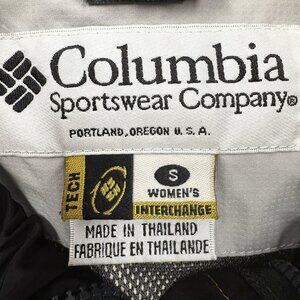 Columbia
Sportswear Company®
PORTLAND, OREGON U.S.A.
TECH
S
WOMEN'S
INTERCHANGE
MADE IN THAILAND
FABRIQUE EN THAILANDE